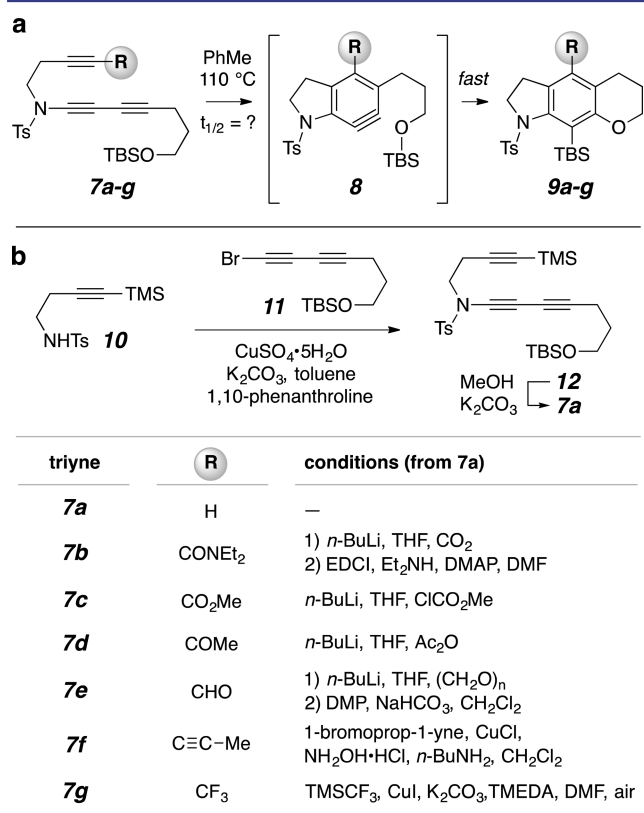 a
R
N
Ts
TBSO
7a-g
PhMe
110 °C
t1/2 = ?
R
N
Ts
O
TBS
8
fast
R
N
Ts
TBS
O
9a-g
b
TMS
NHTs 10
Br
11 TBSO
CuSO4•5H2O
K2CO3, toluene
1,10-phenanthroline
TMS
N
Ts
TBSO
MeOH 12
K2CO3 7a
triyne R conditions (from 7a)
7a H —
7b CONEt2 1) n-BuLi, THF, CO2
2) EDCI, Et2NH, DMAP, DMF
7c CO2Me n-BuLi, THF, ClCO2Me
7d COMe n-BuLi, THF, Ac2O
7e CHO 1) n-BuLi, THF, (CH2O)n
2) DMP, NaHCO3, CH2Cl2
7f C≡C−Me 1-bromoprop-1-yne, CuCl,
NH2OH•HCl, n-BuNH2, CH2Cl2
7g CF3 TMSCF3, CuI, K2CO3,TMEDA, DMF, air